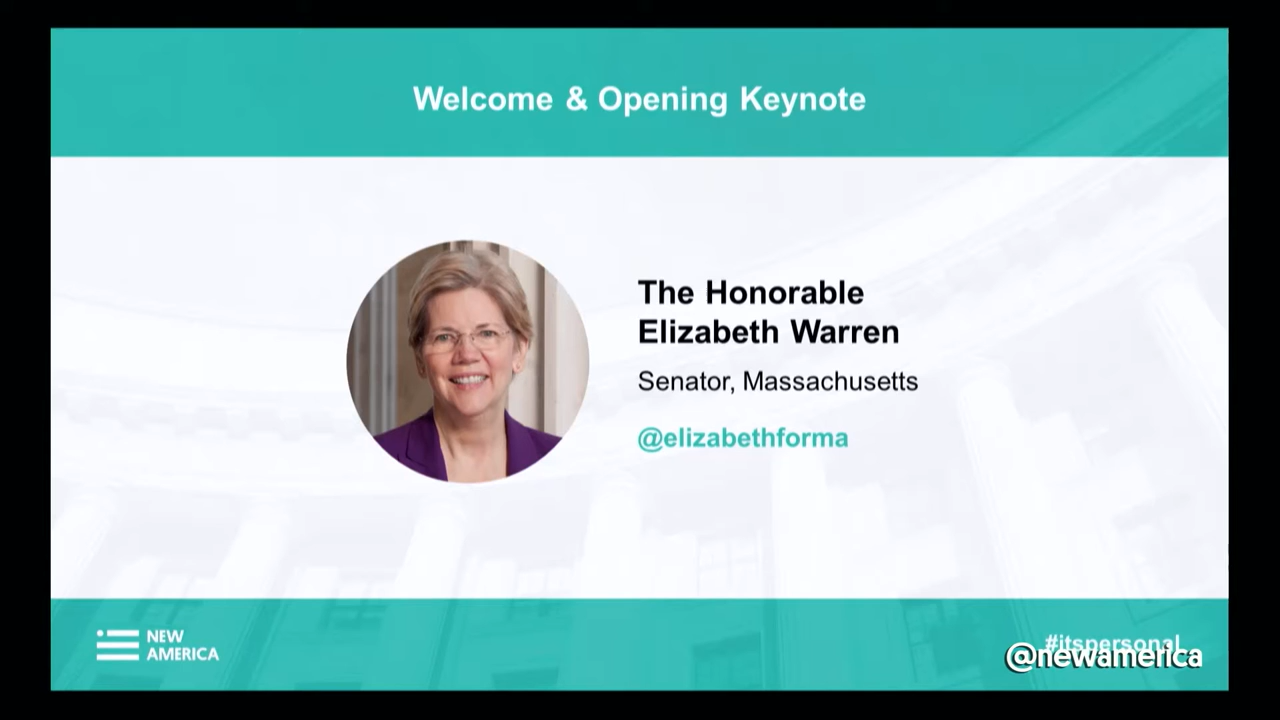 Welcome & Opening Keynote
The Honorable
Elizabeth Warren
Senator, Massachusetts
@elizabethforma
NEW
AMERICA
#itspersonal
@newamerica